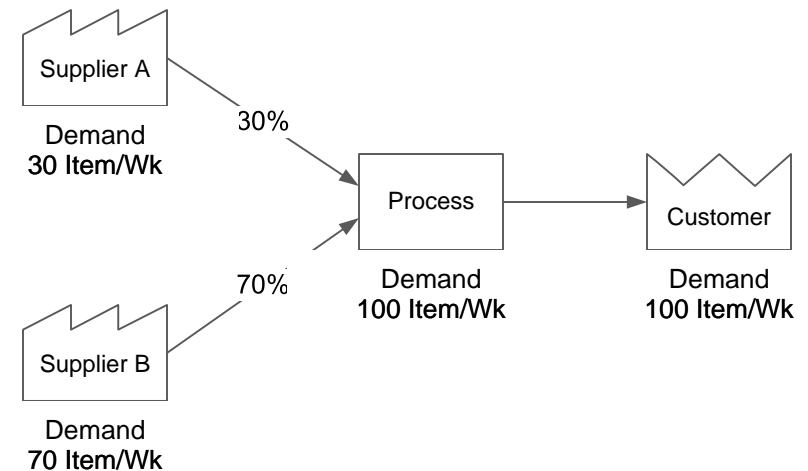 Supplier A
Demand
30 Item/Wk
30%
Process
Demand
100 Item/Wk
Customer
Demand
100 Item/Wk
70%
Supplier B
Demand
70 Item/Wk